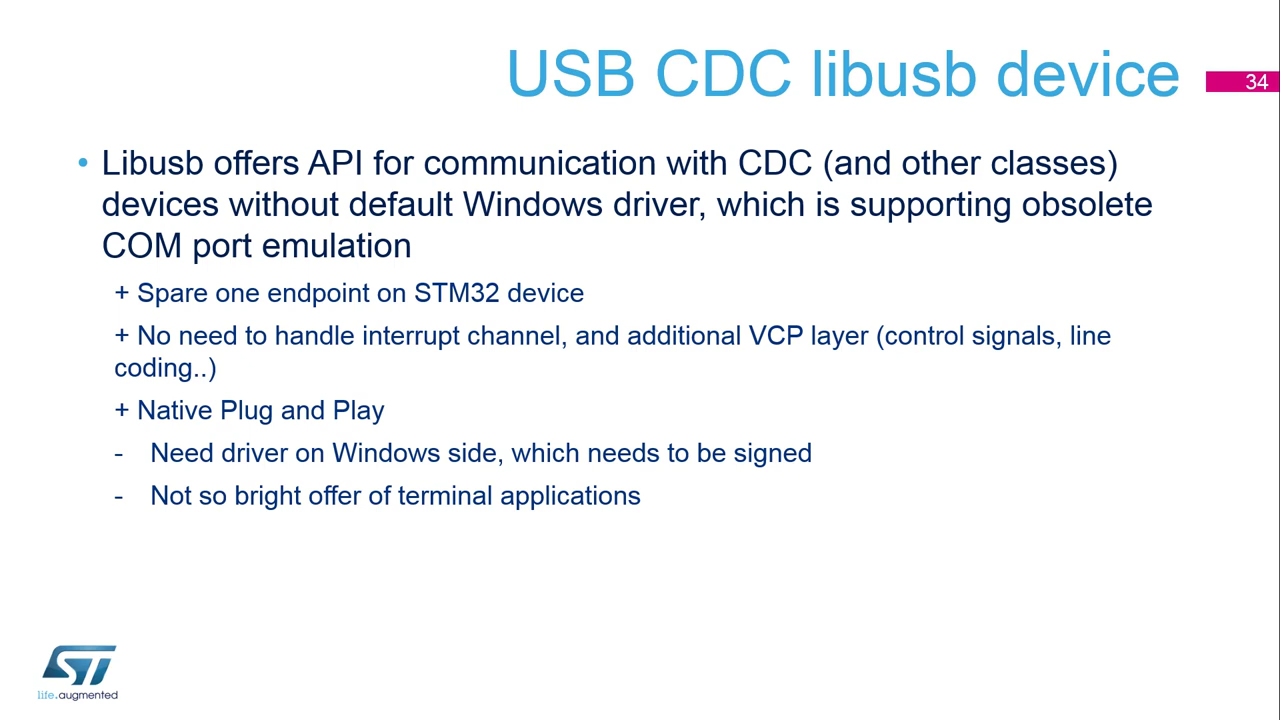 USB CDC libusb device
34
• Libusb offers API for communication with CDC (and other classes)
devices without default Windows driver, which is supporting obsolete
COM port emulation
+ Spare one endpoint on STM32 device
+ No need to handle interrupt channel, and additional VCP layer (control signals, line
coding..)
+ Native Plug and Play
- Need driver on Windows side, which needs to be signed
- Not so bright offer of terminal applications
ST
life.augmented